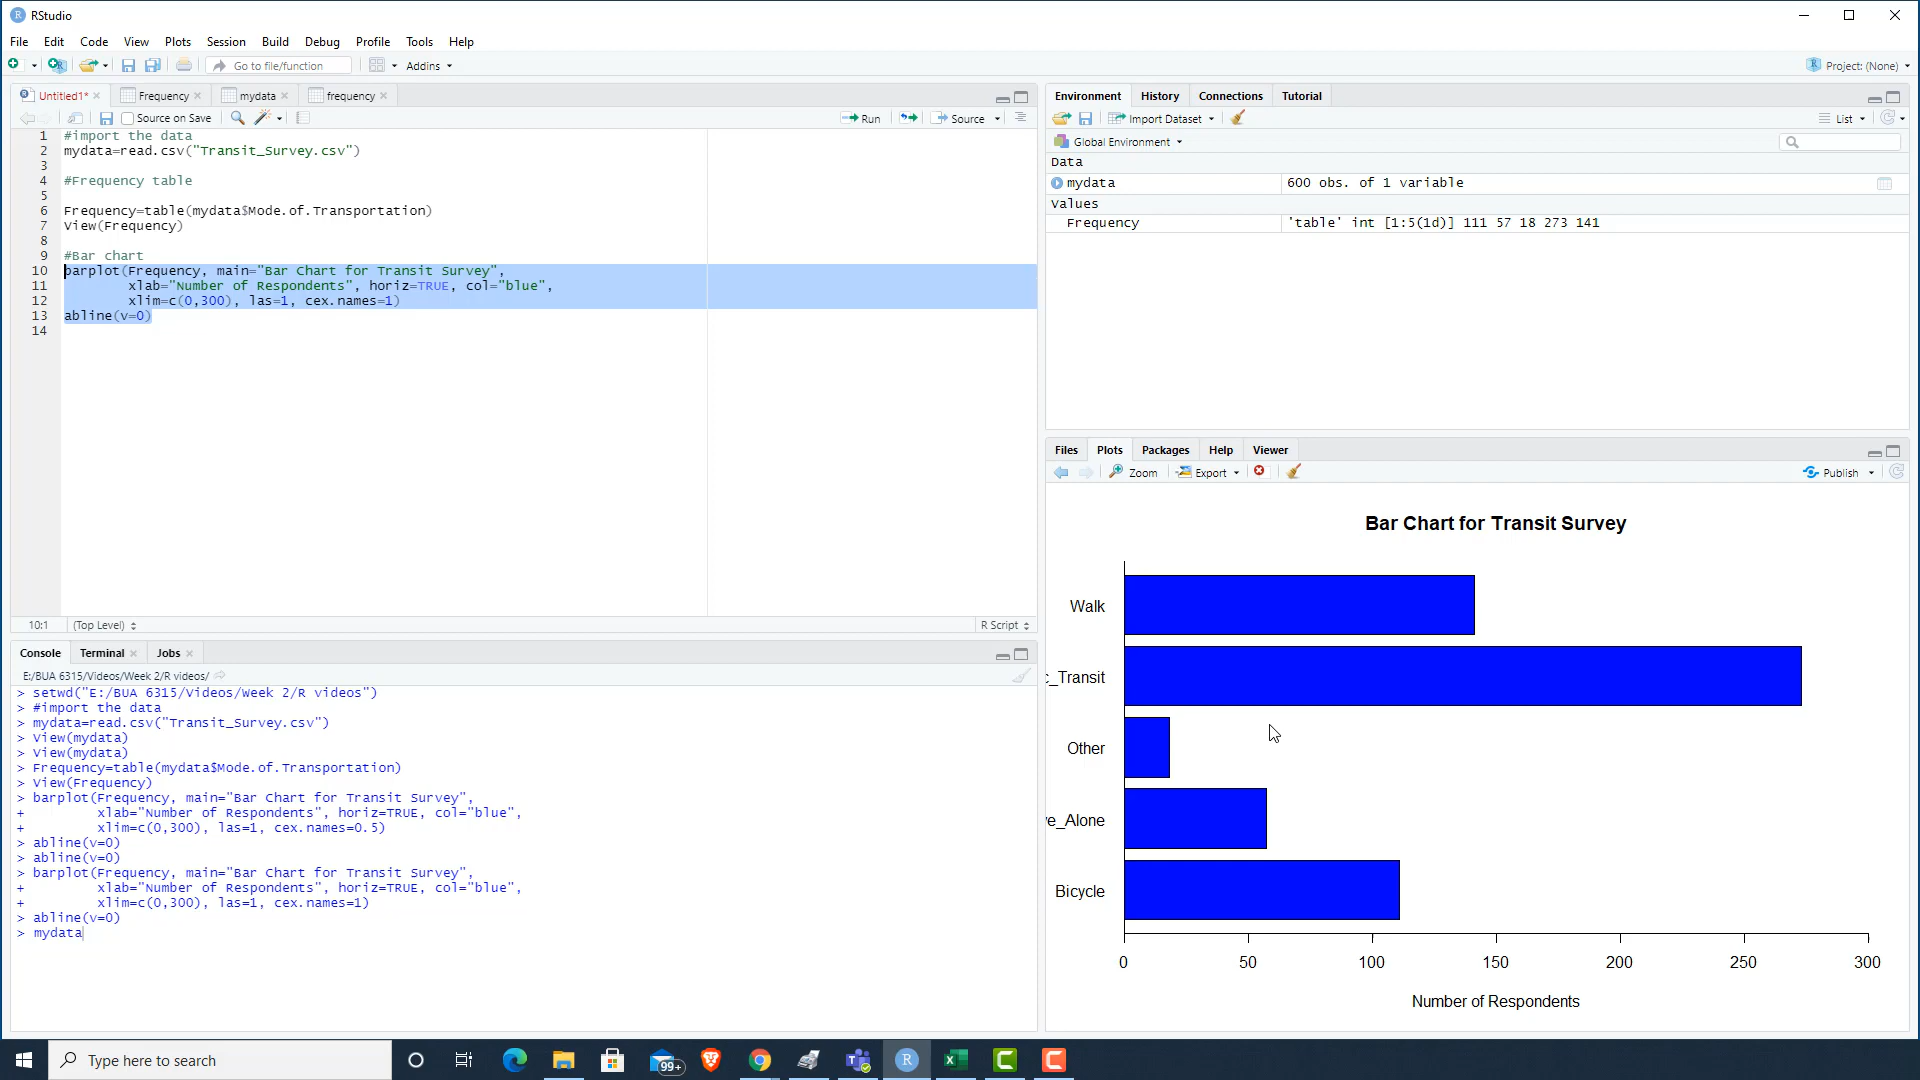 RStudio
File Edit Code View Plots Session Build Debug Profile Tools Help
Go to file/function Addins Project: (None)
Untitled1* Frequency mydata frequency
Source on Save Run Source
1 #import the data
2 mydata=read.csv("Transit_Survey.csv")
3
4 #Frequency table
5
6 Frequency=table(mydata$Mode.of.Transportation)
7 View(Frequency)
8
9 #Bar chart
10 barplot(Frequency, main="Bar Chart for Transit Survey",
11 xlab="Number of Respondents", horiz=TRUE, col="blue",
12 xlim=c(0,300), las=1, cex.names=1)
13 abline(v=0)
14
10:1 (Top Level) R Script
Console Terminal Jobs
E:/BUA 6315/Videos/Week 2/R videos/
> setwd("E:/BUA 6315/Videos/Week 2/R videos")
> #import the data
> mydata=read.csv("Transit_Survey.csv")
> View(mydata)
> View(mydata)
> Frequency=table(mydata$Mode.of.Transportation)
> View(Frequency)
> barplot(Frequency, main="Bar Chart for Transit Survey",
+ xlab="Number of Respondents", horiz=TRUE, col="blue",
+ xlim=c(0,300), las=1, cex.names=0.5)
> abline(v=0)
> abline(v=0)
> barplot(Frequency, main="Bar Chart for Transit Survey",
+ xlab="Number of Respondents", horiz=TRUE, col="blue",
+ xlim=c(0,300), las=1, cex.names=1)
> abline(v=0)
> mydata
Environment History Connections Tutorial
Import Dataset List
Global Environment
Data
mydata 600 obs. of 1 variable
Values
Frequency 'table' int [1:5(1d)] 111 57 18 273 141
Files Plots Packages Help Viewer
Zoom Export Publish
Bar Chart for Transit Survey
Walk
c_Transit
Other
e_Alone
Bicycle
0 50 100 150 200 250 300
Number of Respondents
Type here to search
99+